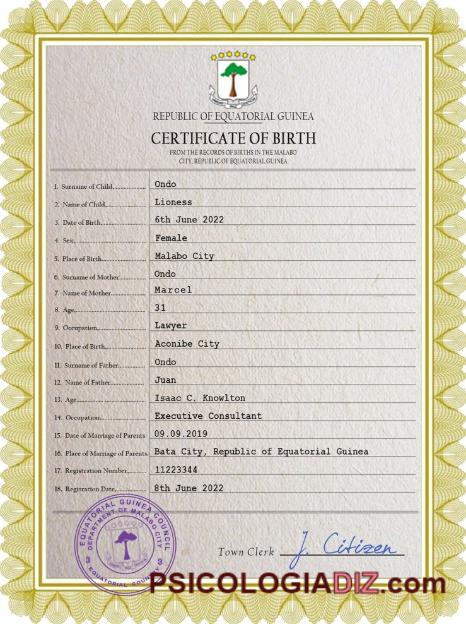 REPUBLIC OF EQUATORIAL GUINEA
CERTIFICATE OF BIRTH
FROM THE RECORDS OF BIRTHS IN THE MALABO
CITY, REPUBLIC OF EQUATORIAL GUINEA
1. Surname of Child Ondo
2. Name of Child Lioness
3. Date of Birth 6th June 2022
4. Sex Female
5. Place of Birth Malabo City
6. Surname of Mother Ondo
7. Name of Mother Marcel
8. Age 31
9. Occupation Lawyer
10. Place of Birth Aconibe City
11. Surname of Father Ondo
12. Name of Father Juan
13. Age Isaac C. Knowlton
14. Occupation Executive Consultant
15. Date of Marriage of Parents 09.09.2019
16. Place of Marriage of Parents Bata City, Republic of Equatorial Guinea
17. Registration Number 11223344
18. Registration Date 8th June 2022
EQUATORIAL GUINEA COUNCIL
DEPARTMENT OF MALABO CITY
EQUATORIAL
Town Clerk J. Citizen
PSICOLOGIADIZ.com